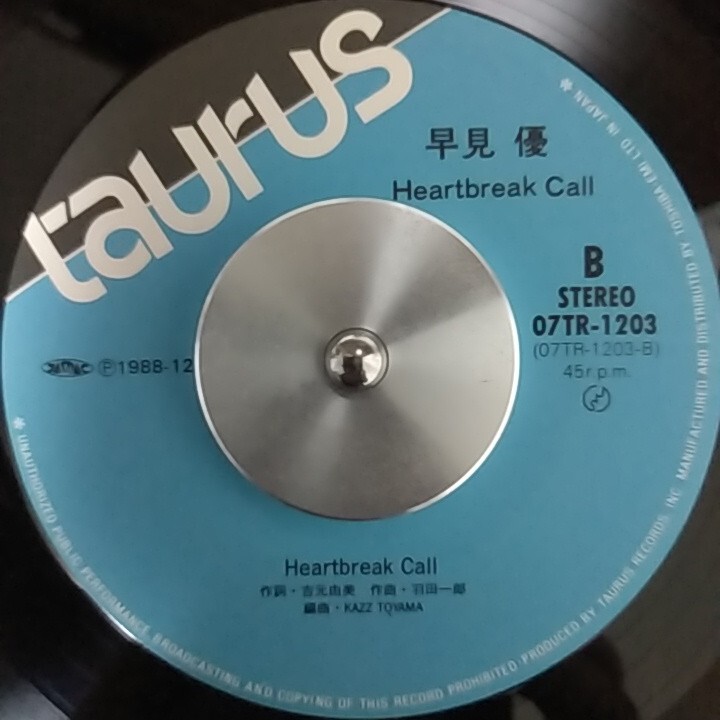 taurus
早見 優
Heartbreak Call
B
STEREO
07TR-1203
(07TR-1203-B)
45r.p.m.
Ⓟ1988-12
Heartbreak Call
作詞・吉元由美 作曲・羽田一郎
編曲・KAZZ TOYAMA
* UNAUTHORIZED PUBLIC PERFORMANCE, BROADCASTING AND COPYING OF THIS RECORD PROHIBITED PRODUCED BY TAURUS RECORDS, INC. MANUFACTURED AND DISTRIBUTED BY TOSHIBA-EMI LTD IN JAPAN *